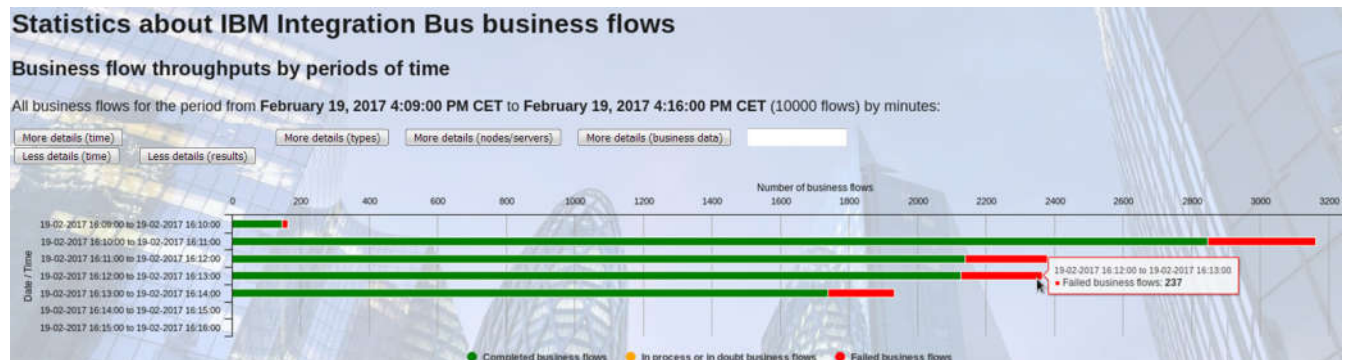 Statistics about IBM Integration Bus business flows
Business flow throughputs by periods of time
All business flows for the period from February 19, 2017 4:09:00 PM CET to February 19, 2017 4:16:00 PM CET (10000 flows) by minutes:
More details (time) More details (types) More details (nodes/servers) More details (business data)
Less details (time) Less details (results)
Number of business flows
0 200 400 600 800 1000 1200 1400 1600 1800 2000 2200 2400 2600 2800 3000 3200
Date / Time
19-02-2017 16:09:00 to 19-02-2017 16:10:00
19-02-2017 16:10:00 to 19-02-2017 16:11:00
19-02-2017 16:11:00 to 19-02-2017 16:12:00
19-02-2017 16:12:00 to 19-02-2017 16:13:00
19-02-2017 16:13:00 to 19-02-2017 16:14:00
19-02-2017 16:14:00 to 19-02-2017 16:15:00
19-02-2017 16:15:00 to 19-02-2017 16:16:00
19-02-2017 16:12:00 to 19-02-2017 16:13:00
Failed business flows: 237
Completed business flows In process or in doubt business flows Failed business flows